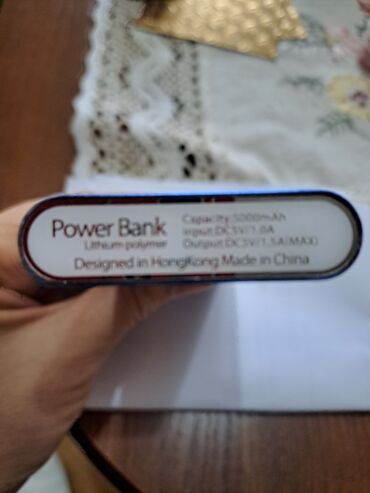 Power Bank
Lithium polymer
Capacity:5000mAh
Input:DC5V/1.0A
Output:DC5V/1.5A(MAX)
Designed in HongKong Made in China